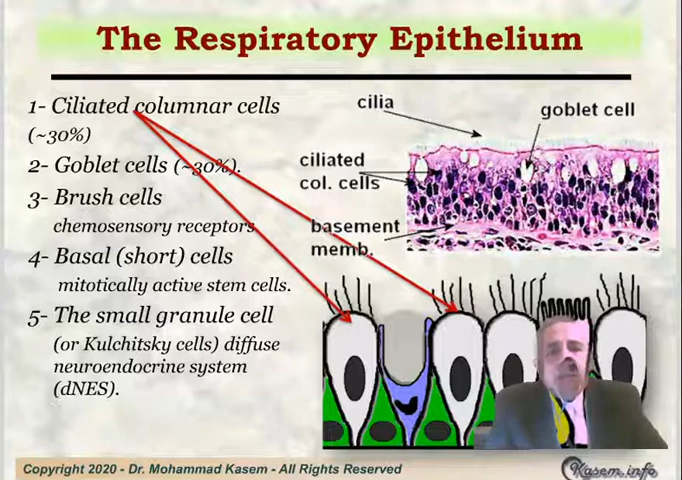 The Respiratory Epithelium
1- Ciliated columnar cells
(~30%)
2- Goblet cells (~30%).
3- Brush cells
chemosensory receptors
4- Basal (short) cells
mitotically active stem cells.
5- The small granule cell
(or Kulchitsky cells) diffuse
neuroendocrine system
(dNES).
cilia
goblet cell
ciliated
col. cells
basement
memb.
Copyright 2020 - Dr. Mohammad Kasem - All Rights Reserved
Kasem.info